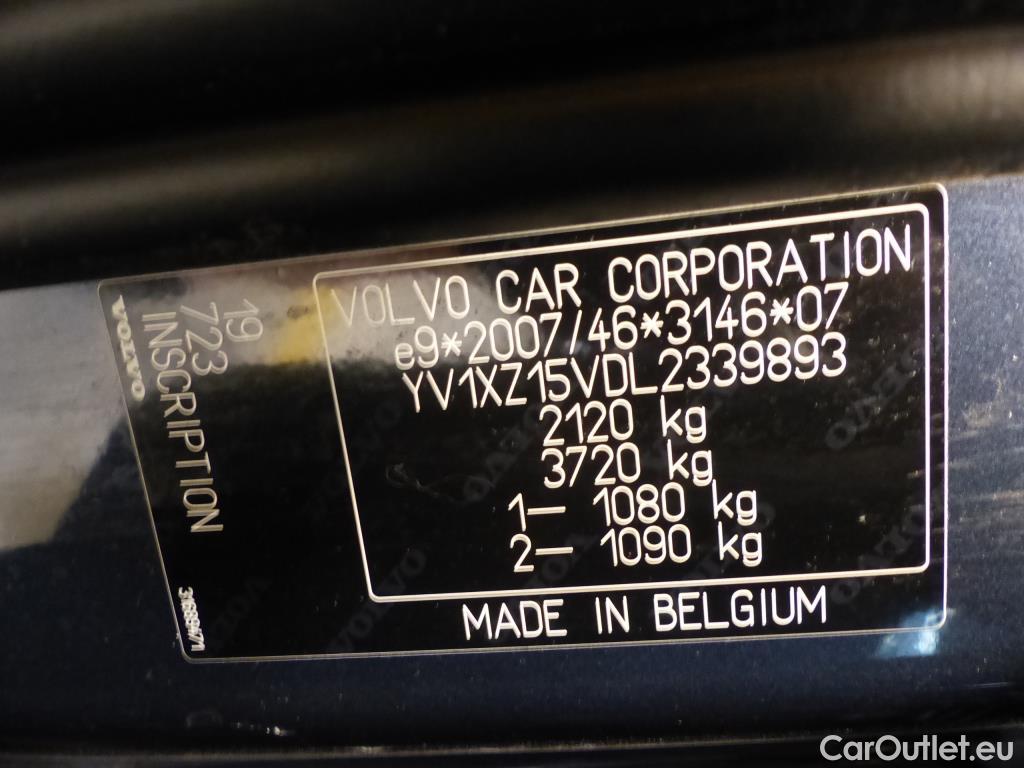 VOLVO CAR CORPORATION
e9*2007/46*3146*07
YV1XZ15VDL2339893
2120 kg
3720 kg
1— 1080 kg
2— 1090 kg
MADE IN BELGIUM
19
723
INSCRIPTION
VOLVO
CarOutlet.eu